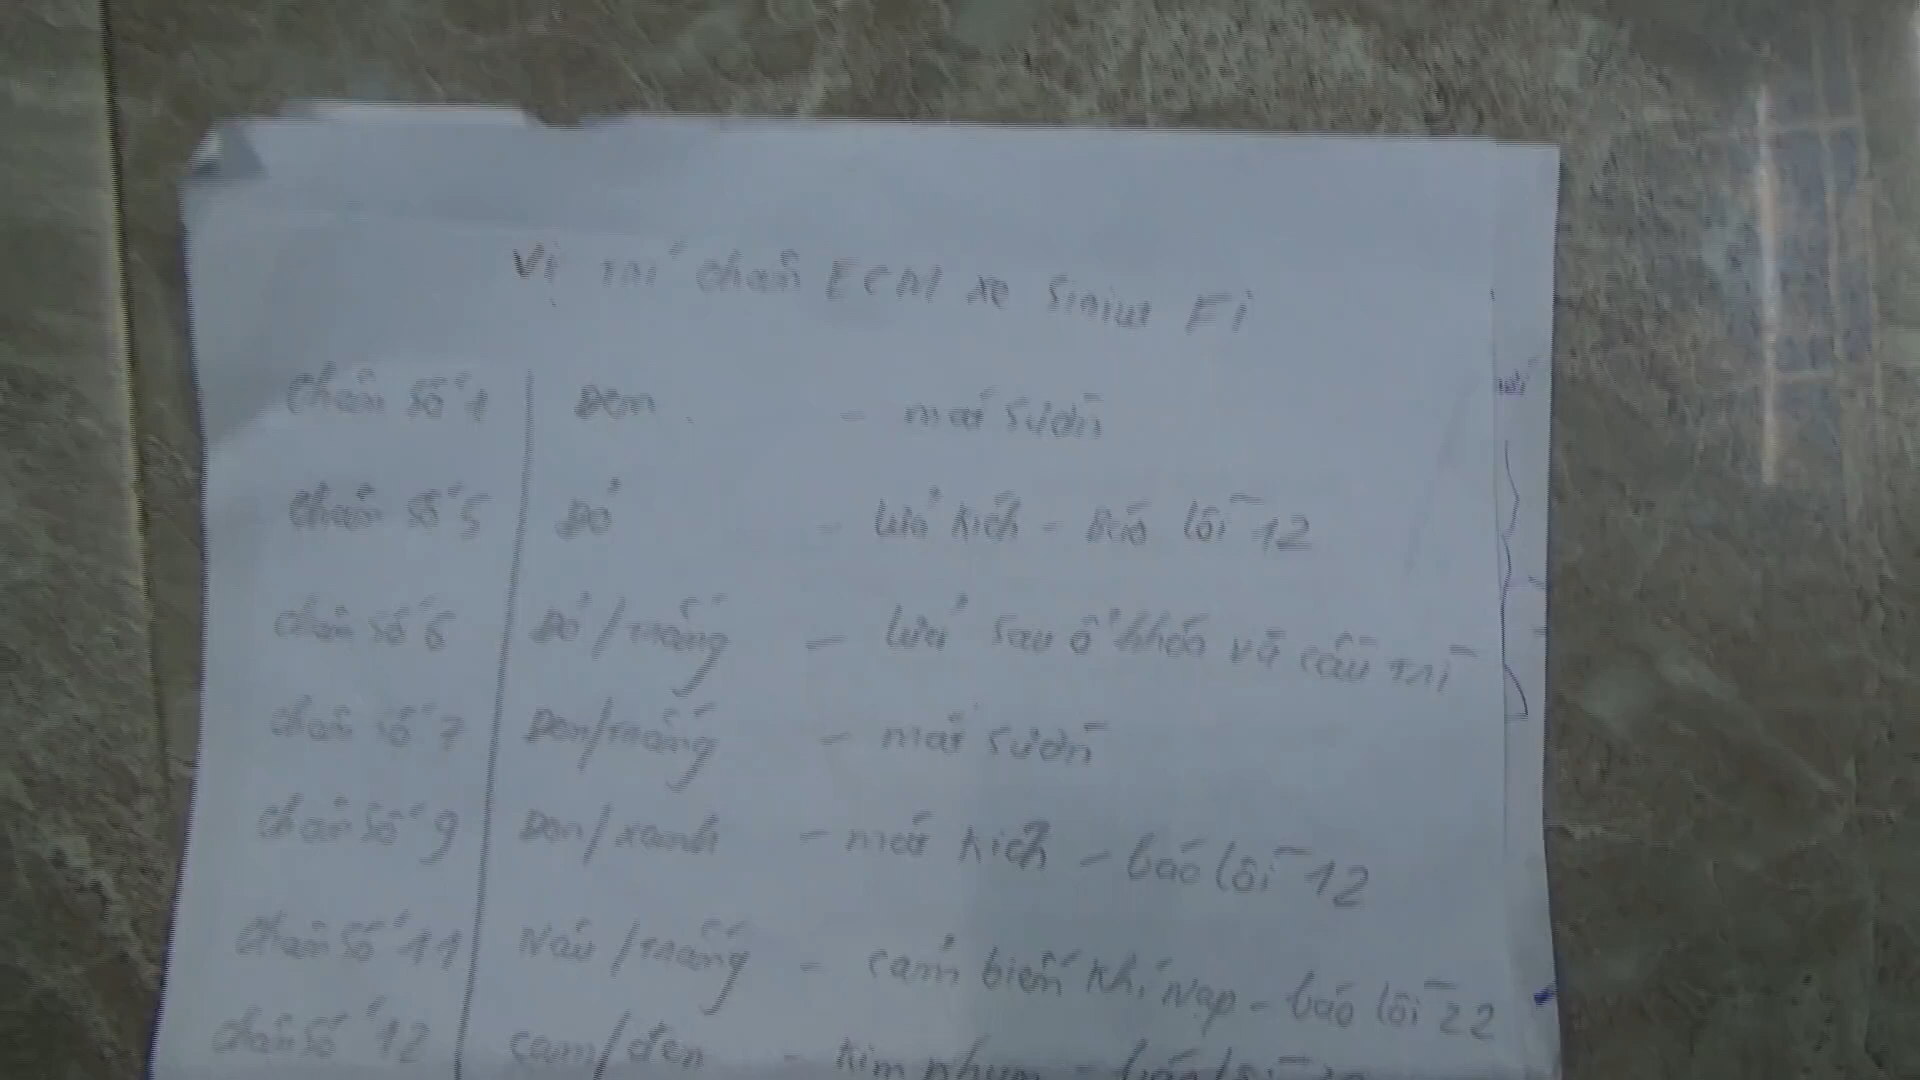 Vị trí chân ECM xe Sirius Fi
Chân số 1 Đen - mát sườn
Chân số 5 Đỏ - lửa kích - Báo lỗi 12
Chân số 6 Đỏ/trắng - lửa sau ổ khóa và cầu trì
Chân số 7 Đen/trắng - mát sườn
Chân số 9 Đen/xanh - mát kích - báo lỗi 12
Chân số 11 Nâu/trắng - cảm biến khí nạp - báo lỗi 22
Chân số 12 Cam/đen - kim phun - báo lỗi